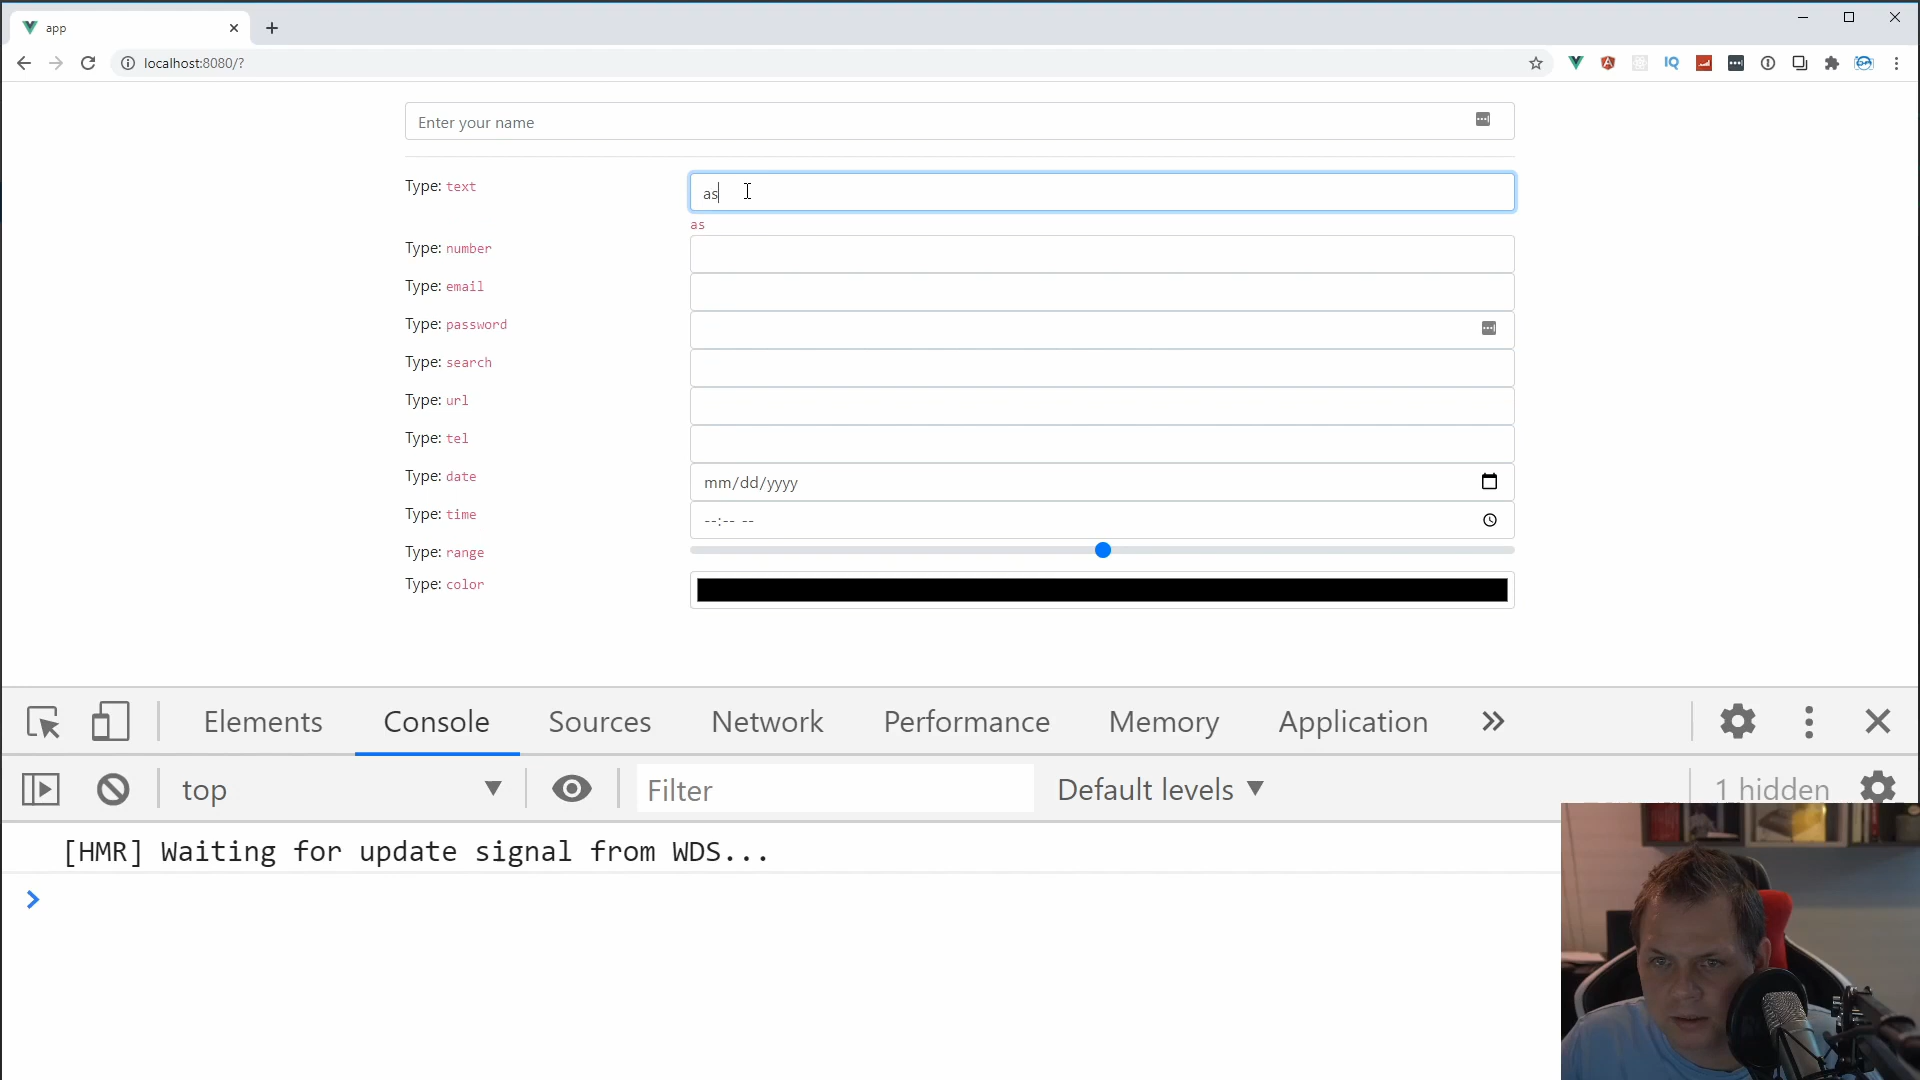 app
localhost:8080/?
IQ
Enter your name
Type: text
as
as
Type: number
Type: email
Type: password
Type: search
Type: url
Type: tel
Type: date
mm/dd/yyyy
Type: time
--:-- --
Type: range
Type: color
Elements
Console
Sources
Network
Performance
Memory
Application
top
Filter
Default levels
1 hidden
[HMR] Waiting for update signal from WDS...